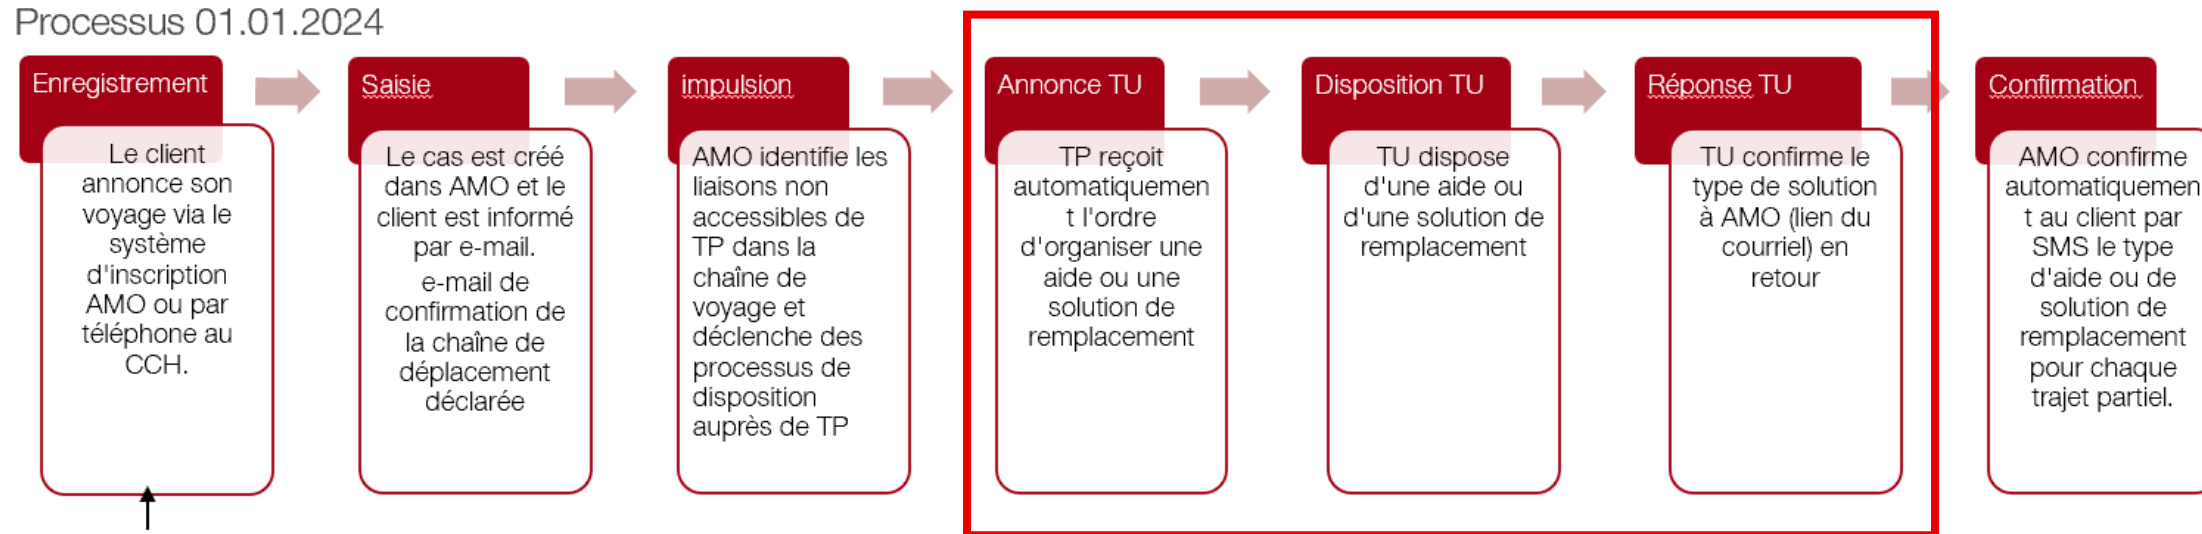 Processus 01.01.2024
Enregistrement
Le client
annonce son
voyage via le
système
d'inscription
AMO ou par
téléphone au
CCH.
Saisie
Le cas est créé
dans AMO et le
client est informé
par e-mail.
e-mail de
confirmation de
la chaîne de
déplacement
déclarée
impulsion
AMO identifie les
liaisons non
accessibles de
TP dans la
chaîne de
voyage et
déclenche des
processus de
disposition
auprès de TP
Annonce TU
TP reçoit
automatiquemen
t l'ordre
d'organiser une
aide ou une
solution de
remplacement
Disposition TU
TU dispose
d'une aide ou
d'une solution de
remplacement
Réponse TU
TU confirme le
type de solution
à AMO (lien du
courriel) en
retour
Confirmation
AMO confirme
automatiquemen
t au client par
SMS le type
d'aide ou de
solution de
remplacement
pour chaque
trajet partiel.